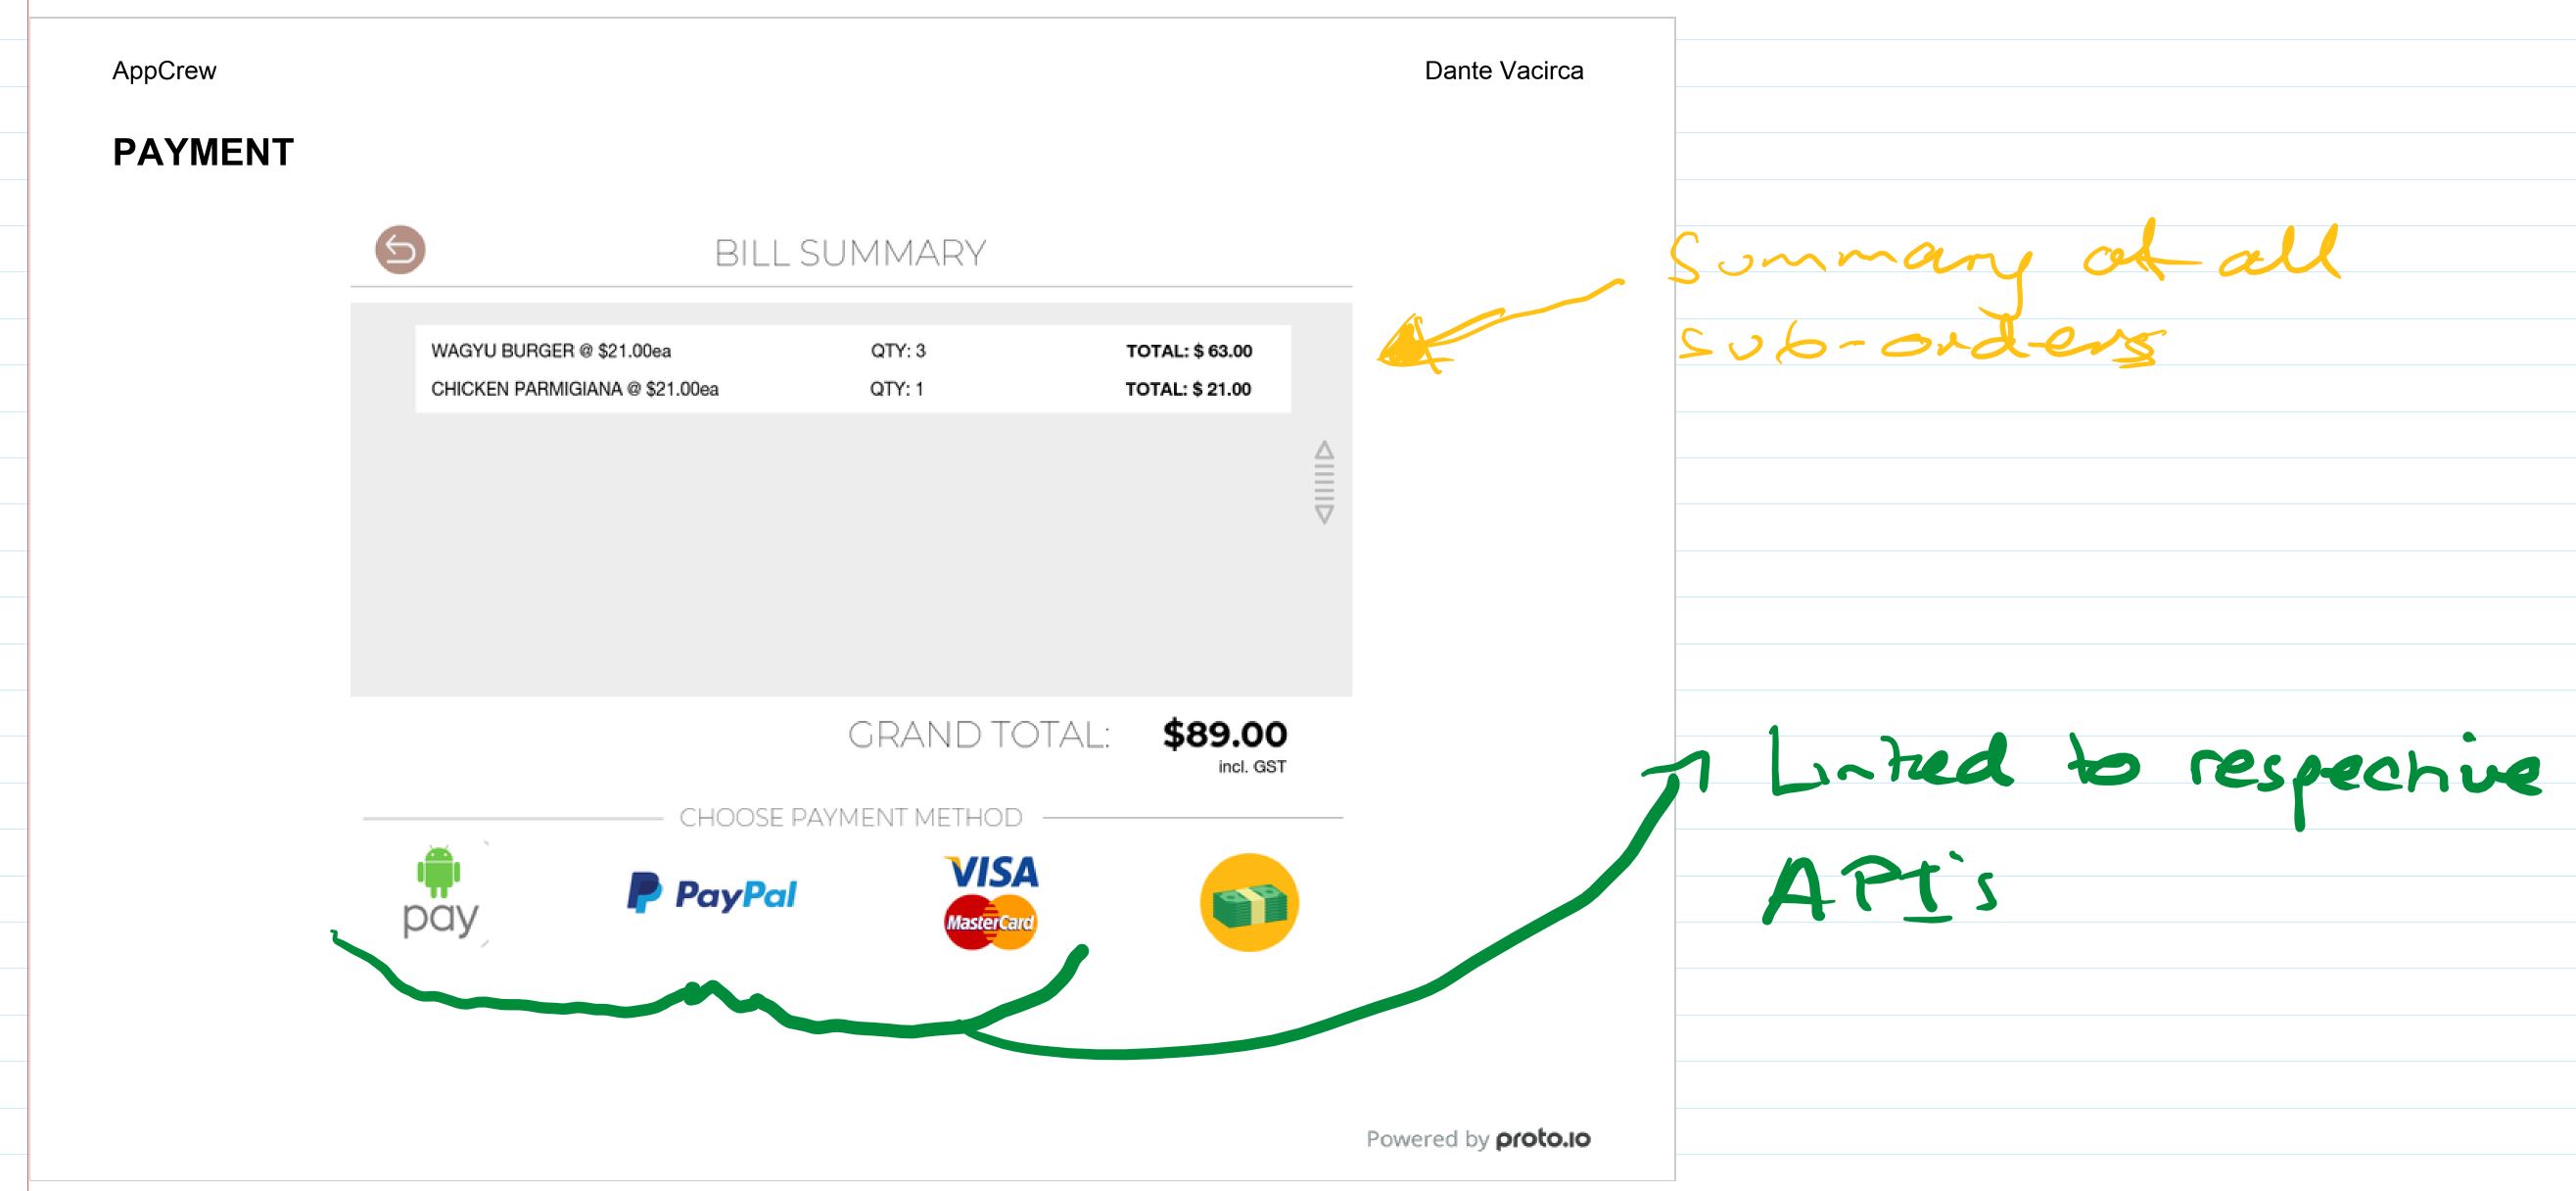 AppCrew Dante Vacirca
PAYMENT
BILL SUMMARY
Summary of all
sub-orders
WAGYU BURGER @ $21.00ea QTY: 3 TOTAL: $ 63.00
CHICKEN PARMIGIANA @ $21.00ea QTY: 1 TOTAL: $ 21.00
GRAND TOTAL: $89.00
incl. GST
Linked to respective
API's
CHOOSE PAYMENT METHOD
pay
PayPal
VISA
MasterCard
Powered by proto.io